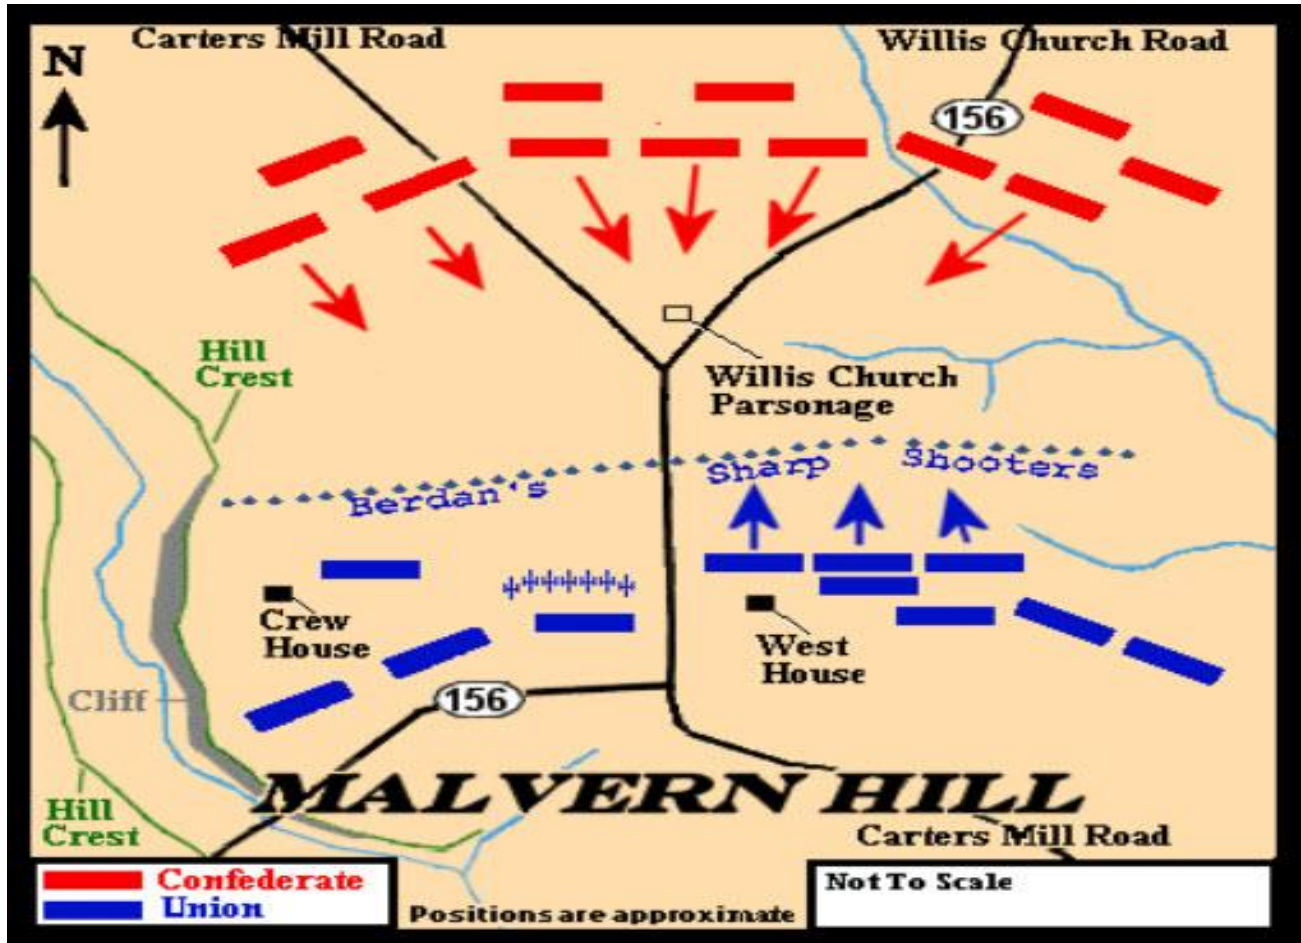 Carters Mill Road
Willis Church Road
N
156
Hill
Crest
Willis Church
Parsonage
Berdan's Sharp Shooters
Crew
House
West
House
Cliff
156
MALVERN HILL
Hill
Crest
Carters Mill Road
Confederate
Union
Positions are approximate
Not To Scale